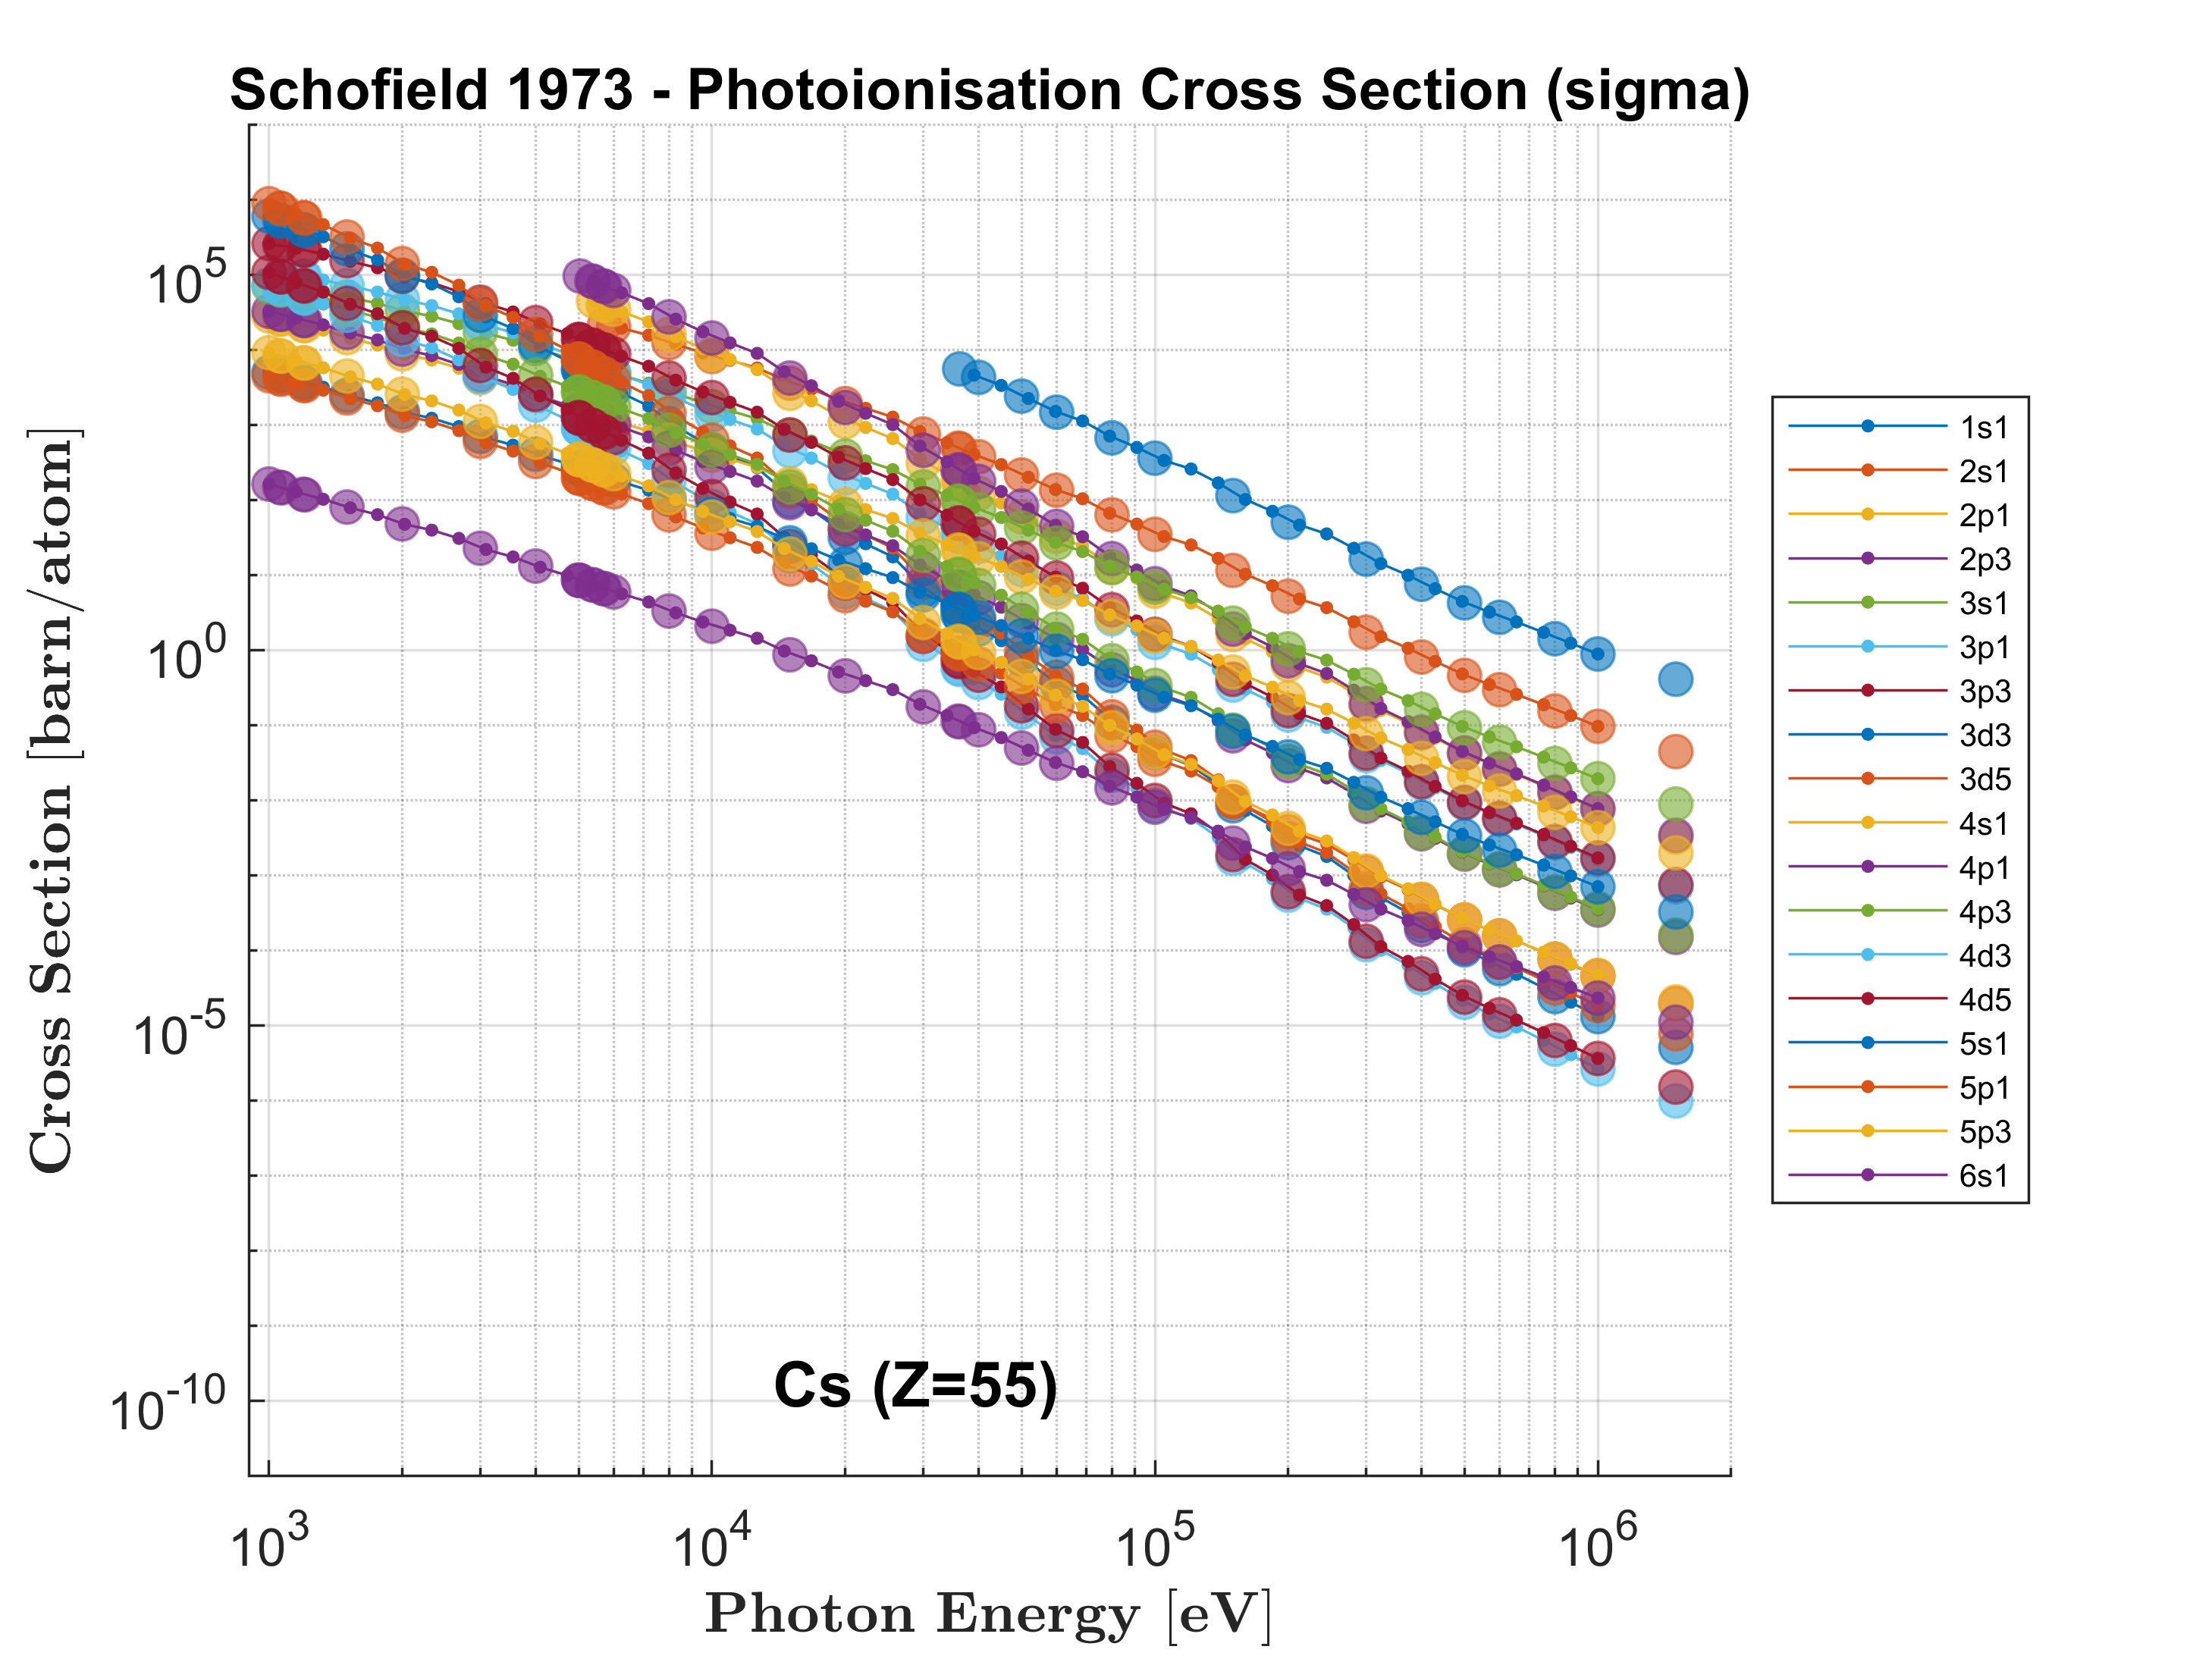 Schofield 1973 - Photoionisation Cross Section (sigma)
Cross Section [barn/atom]
10^5
10^0
10^-5
10^-10
Cs (Z=55)
10^3
10^4
10^5
10^6
Photon Energy [eV]
1s1
2s1
2p1
2p3
3s1
3p1
3p3
3d3
3d5
4s1
4p1
4p3
4d3
4d5
5s1
5p1
5p3
6s1